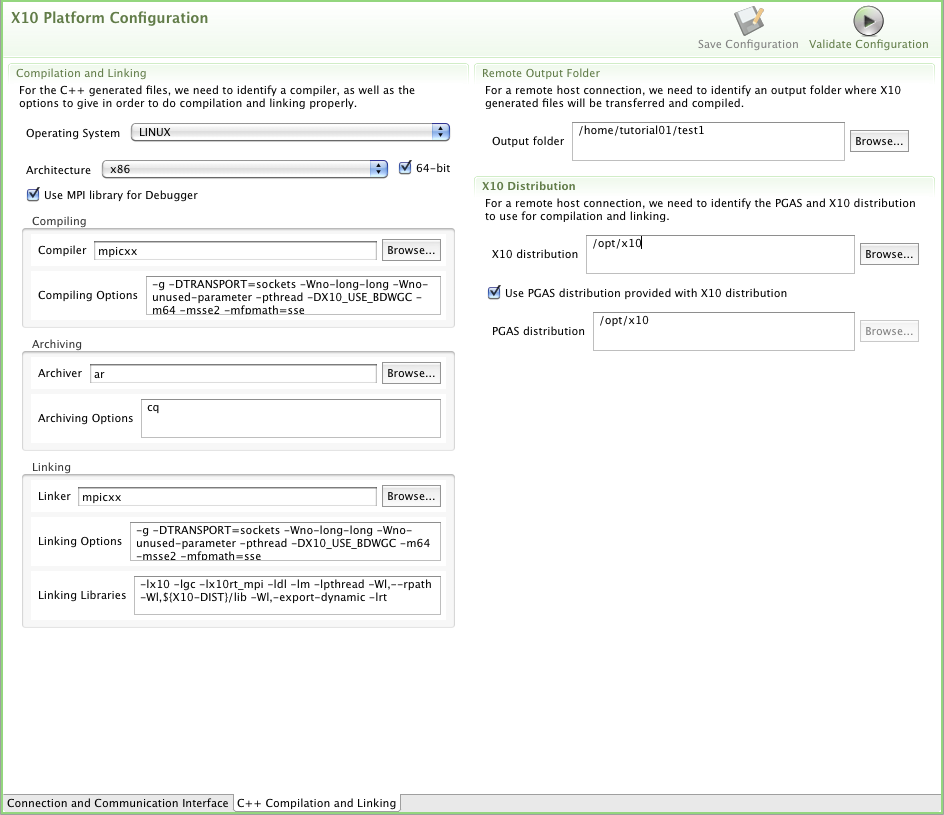 X10 Platform Configuration
Save Configuration
Validate Configuration
Compilation and Linking
For the C++ generated files, we need to identify a compiler, as well as the
options to give in order to do compilation and linking properly.
Operating System
LINUX
Architecture
x86
64-bit
Use MPI library for Debugger
Compiling
Compiler
mpicxx
Browse...
Compiling Options
-g -DTRANSPORT=sockets -Wno-long-long -Wno-
unused-parameter -pthread -DX10_USE_BDWGC -
m64 -msse2 -mfpmath=sse
Archiving
Archiver
ar
Browse...
Archiving Options
cq
Linking
Linker
mpicxx
Browse...
Linking Options
-g -DTRANSPORT=sockets -Wno-long-long -Wno-
unused-parameter -pthread -DX10_USE_BDWGC -m64
-msse2 -mfpmath=sse
Linking Libraries
-lx10 -lgc -lx10rt_mpi -ldl -lm -lpthread -Wl,--rpath
-Wl,${X10-DIST}/lib -Wl,-export-dynamic -lrt
Remote Output Folder
For a remote host connection, we need to identify an output folder where X10
generated files will be transferred and compiled.
Output folder
/home/tutorial01/test1
Browse...
X10 Distribution
For a remote host connection, we need to identify the PGAS and X10 distribution
to use for compilation and linking.
X10 distribution
/opt/x10
Browse...
Use PGAS distribution provided with X10 distribution
PGAS distribution
/opt/x10
Browse...
Connection and Communication Interface
C++ Compilation and Linking